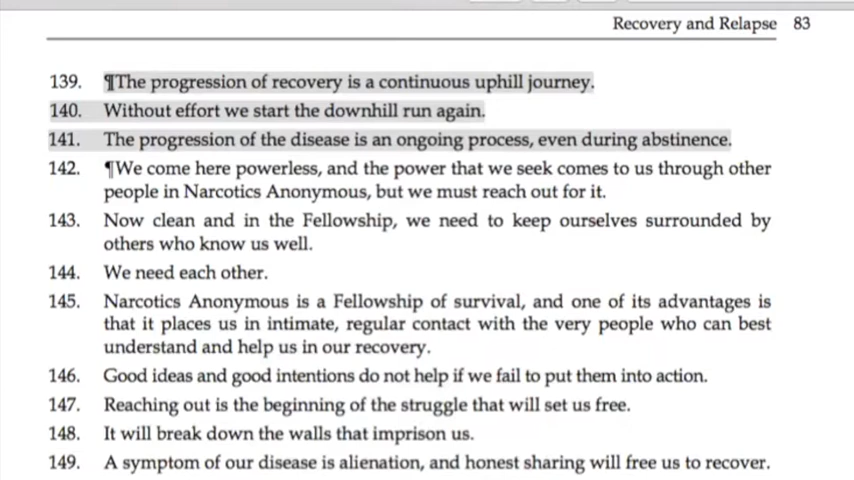 Recovery and Relapse 83
139. ¶The progression of recovery is a continuous uphill journey.
140. Without effort we start the downhill run again.
141. The progression of the disease is an ongoing process, even during abstinence.
142. ¶We come here powerless, and the power that we seek comes to us through other
people in Narcotics Anonymous, but we must reach out for it.
143. Now clean and in the Fellowship, we need to keep ourselves surrounded by
others who know us well.
144. We need each other.
145. Narcotics Anonymous is a Fellowship of survival, and one of its advantages is
that it places us in intimate, regular contact with the very people who can best
understand and help us in our recovery.
146. Good ideas and good intentions do not help if we fail to put them into action.
147. Reaching out is the beginning of the struggle that will set us free.
148. It will break down the walls that imprison us.
149. A symptom of our disease is alienation, and honest sharing will free us to recover.